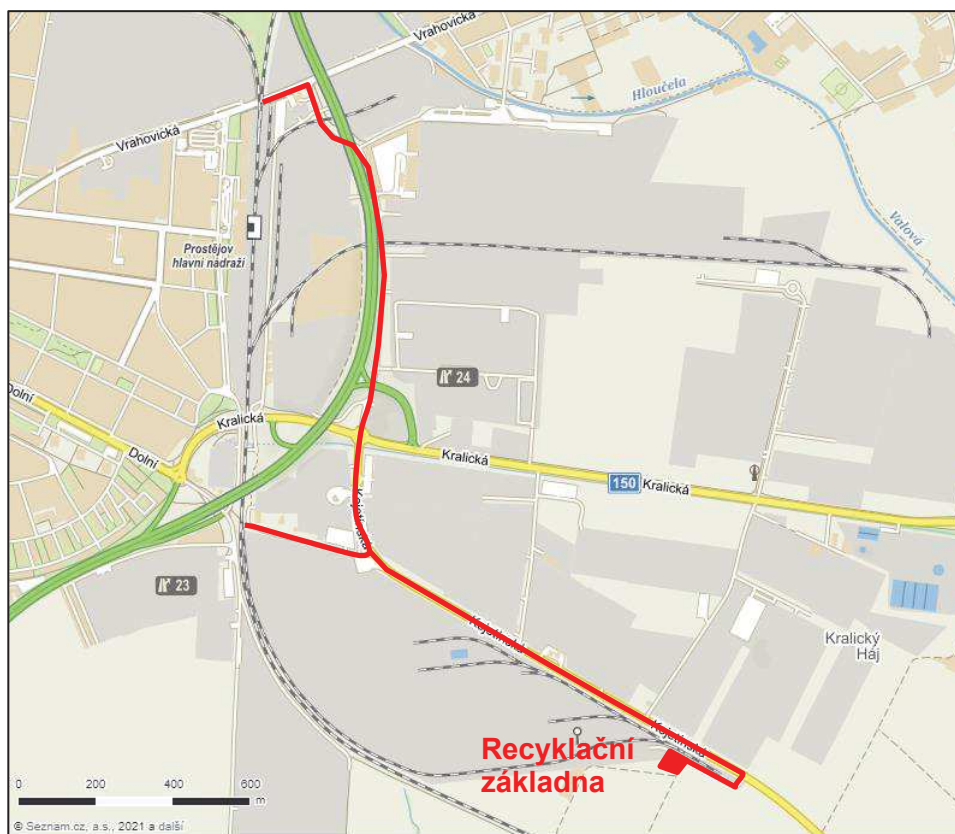 Vrahovická
Hloučela
Vrahovická
Valová
Prostějov
hlavní nádraží
24
Dolní
Kralická
Dolní
Kralická
150
Kralická
Kojetínská
23
Kojetínská
Kralický
Háj
Kojetínská
Recyklační
základna
0 200 400 600
m
© Seznam.cz, a.s., 2021 a další